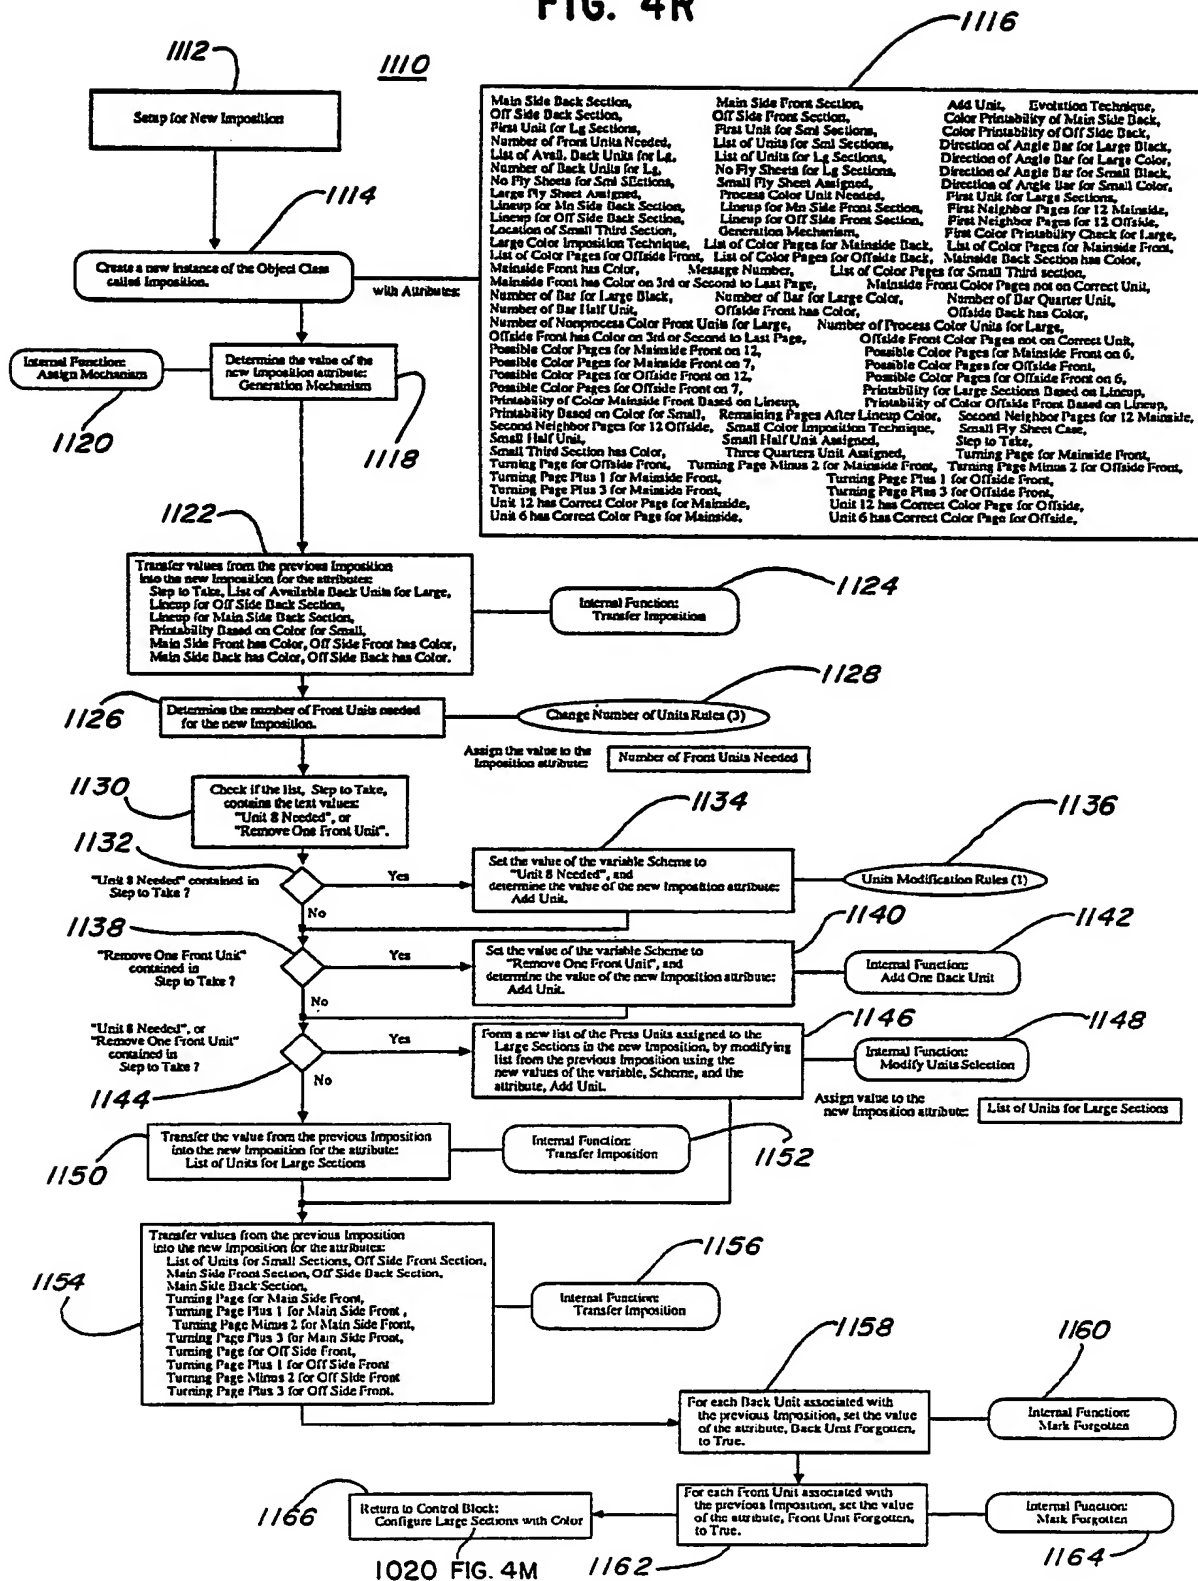 FIG. 4R
1112
1110
1116
Setup for New Imposition
Main Side Back Section, Main Side Front Section, Add Unit, Evolution Technique,
Off Side Back Section, Off Side Front Section, Color Printability of Main Side Back,
First Unit for Lg Sections, First Unit for Sml Sections, Color Printability of Off Side Back,
Number of Front Units Needed, List of Units for Sml Sections, Direction of Angle Bar for Large Black,
List of Avail. Back Units for Lg, List of Units for Lg Sections, Direction of Angle Bar for Large Color,
Number of Back Units for Lg, No Fly Sheets for Lg Sections, Direction of Angle Bar for Small Black,
No Fly Sheets for Sml SEctions, Small Fly Sheet Assigned, Direction of Angle Bar for Small Color,
Large Fly Sheet Assigned, Process Color Unit Needed, First Unit for Large Sections,
Lineup for Mn Side Back Section, Lineup for Mn Side Front Section, First Neighbor Pages for 12 Mainside,
Lineup for Off Side Back Section, Lineup for Off Side Front Section, First Neighbor Pages for 12 Offside,
Location of Small Third Section, Generation Mechanism, First Color Printability Check for Large,
Large Color Imposition Technique, List of Color Pages for Mainside Back, List of Color Pages for Mainside Front,
List of Color Pages for Offside Front, List of Color Pages for Offside Back, Mainside Back Section has Color,
Mainside Front has Color, Message Number, List of Color Pages for Small Third section,
Mainside Front has Color on 3rd or Second to Last Page, Mainside Front Color Pages not on Correct Unit,
Number of Bar for Large Black, Number of Bar for Large Color, Number of Bar Quarter Unit,
Number of Bar Half Unit, Offside Front has Color, Offside Back has Color,
Number of Nonprocess Color Front Units for Large, Number of Process Color Units for Large,
Offside Front has Color on 3rd or Second to Last Page, Offside Front Color Pages not on Correct Unit,
Possible Color Pages for Mainside Front on 12, Possible Color Pages for Mainside Front on 6,
Possible Color Pages for Mainside Front on 7, Possible Color Pages for Offside Front,
Possible Color Pages for Offside Front on 12, Possible Color Pages for Offside Front on 6,
Possible Color Pages for Offside Front on 7, Printability for Large Sections Based on Lineup,
Printability of Color Mainside Front Based on Lineup, Printability of Color Offside Front Based on Lineup,
Printability Based on Color for Small, Remaining Pages After Lineup Color, Second Neighbor Pages for 12 Mainside,
Second Neighbor Pages for 12 Offside, Small Color Imposition Technique, Small Fly Sheet Case,
Small Half Unit, Small Half Unit Assigned, Step to Take,
Small Third Section has Color, Three Quarters Unit Assigned, Turning Page for Mainside Front,
Turning Page for Offside Front, Turning Page Minus 2 for Mainside Front, Turning Page Minus 2 for Offside Front,
Turning Page Plus 1 for Mainside Front, Turning Page Plus 1 for Offside Front,
Turning Page Plus 3 for Mainside Front, Turning Page Plus 3 for Offside Front,
Unit 12 has Correct Color Page for Mainside, Unit 12 has Correct Color Page for Offside,
Unit 6 has Correct Color Page for Mainside, Unit 6 has Correct Color Page for Offside,
1114
Create a new instance of the Object Class
called Imposition.
with Attributes:
Internal Function:
Assign Mechanism
1120
Determine the value of the
new Imposition attribute:
Generation Mechanism
1118
1122
Transfer values from the previous Imposition
into the new Imposition for the attributes:
Step to Take, List of Available Back Units for Large,
Lineup for Off Side Back Section,
Lineup for Main Side Back Section,
Printability Based on Color for Small,
Main Side Front has Color, Off Side Front has Color,
Main Side Back has Color, Off Side Back has Color.
1124
Internal Function:
Transfer Imposition
1126
Determine the number of Front Units needed
for the new Imposition.
1128
Change Number of Units Rules (3)
Assign the value to the
Imposition attribute:
Number of Front Units Needed
1130
Check if the list, Step to Take,
contains the text values:
"Unit 8 Needed", or
"Remove One Front Unit".
1132
"Unit 8 Needed" contained in
Step to Take ?
Yes
No
1134
Set the value of the variable Scheme to
"Unit 8 Needed", and
determine the value of the new Imposition attribute:
Add Unit.
1136
Units Modification Rules (1)
1138
"Remove One Front Unit"
contained in
Step to Take ?
Yes
No
1140
Set the value of the variable Scheme to
"Remove One Front Unit", and
determine the value of the new Imposition attribute:
Add Unit.
1142
Internal Function:
Add One Back Unit
"Unit 8 Needed", or
"Remove One Front Unit"
contained in
Step to Take ?
1144
Yes
No
1146
Form a new list of the Press Units assigned to the
Large Sections in the new Imposition, by modifying
list from the previous Imposition using the
new values of the variable, Scheme, and the
attribute, Add Unit.
1148
Internal Function:
Modify Units Selection
Assign value to the
new Imposition attribute:
List of Units for Large Sections
1150
Transfer the value from the previous Imposition
into the new Imposition for the attribute:
List of Units for Large Sections
Internal Function:
Transfer Imposition
1152
1154
Transfer values from the previous Imposition
into the new Imposition for the attributes:
List of Units for Small Sections, Off Side Front Section,
Main Side Front Section, Off Side Back Section,
Main Side Back Section,
Turning Page for Main Side Front,
Turning Page Plus 1 for Main Side Front ,
Turning Page Minus 2 for Main Side Front,
Turning Page Plus 3 for Main Side Front,
Turning Page for Off Side Front,
Turning Page Plus 1 for Off Side Front
Turning Page Minus 2 for Off Side Front
Turning Page Plus 3 for Off Side Front.
1156
Internal Function:
Transfer Imposition
1158
For each Back Unit associated with
the previous Imposition, set the value
of the attribute, Back Unit Forgotten,
to True.
1160
Internal Function:
Mark Forgotten
1162
For each Front Unit associated with
the previous Imposition, set the value
of the attribute, Front Unit Forgotten,
to True.
Internal Function:
Mark Forgotten
1164
1166
Return to Control Block:
Configure Large Sections with Color
1020 FIG. 4M